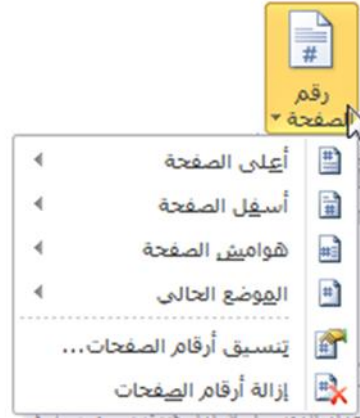 رقم
الصفحة
أعلى الصفحة
أسفل الصفحة
هوامش الصفحة
الموضع الحالي
تنسيق أرقام الصفحات...
إزالة أرقام الصفحات